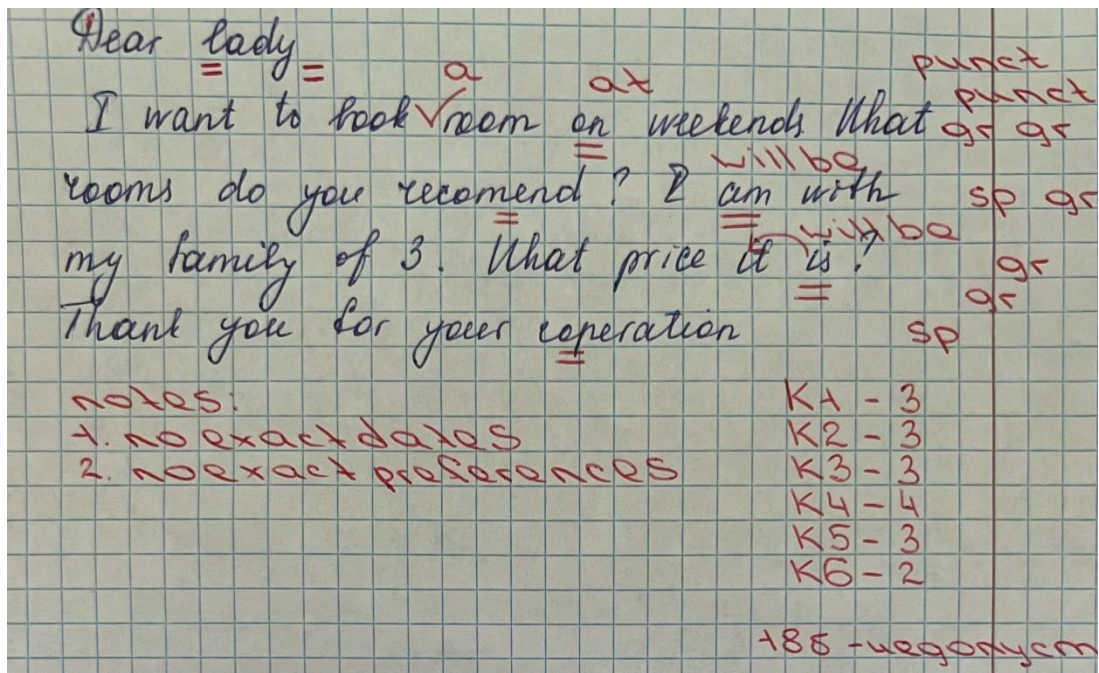 Dear lady
punct
a at punct
I want to book √ room on weekends What gr gr
will be
rooms do you recomend? I am with sp gr
will be
my family of 3. What price it is? gr
gr
Thank you for your coperation sp
notes: K1 - 3
1. no exact dates K2 - 3
2. no exact preferences K3 - 3
K4 - 4
K5 - 3
K6 - 2
18б - недопуст